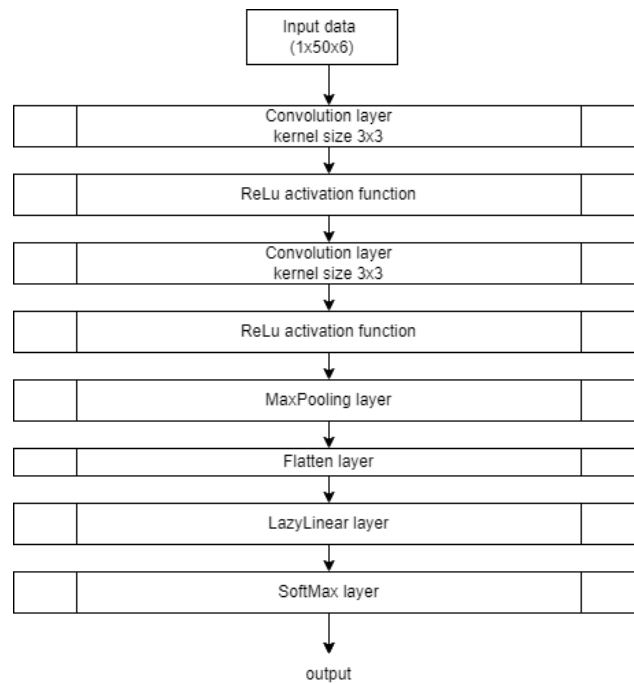 Input data
(1x50x6)
Convolution layer
kernel size 3x3
ReLu activation function
Convolution layer
kernel size 3x3
ReLu activation function
MaxPooling layer
Flatten layer
LazyLinear layer
SoftMax layer
output